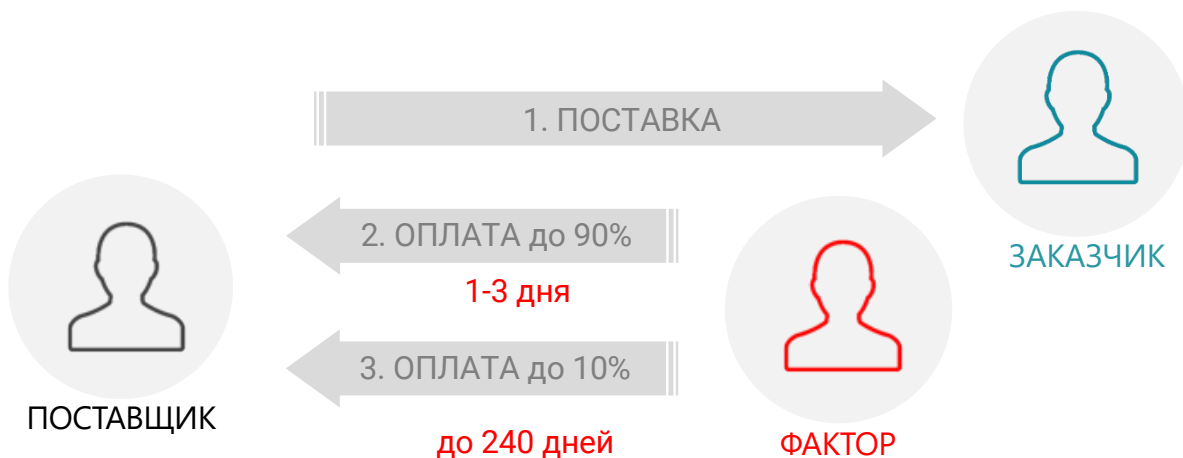 1. ПОСТАВКА
ЗАКАЗЧИК
2. ОПЛАТА до 90%
1-3 дня
3. ОПЛАТА до 10%
ПОСТАВЩИК
до 240 дней
ФАКТОР